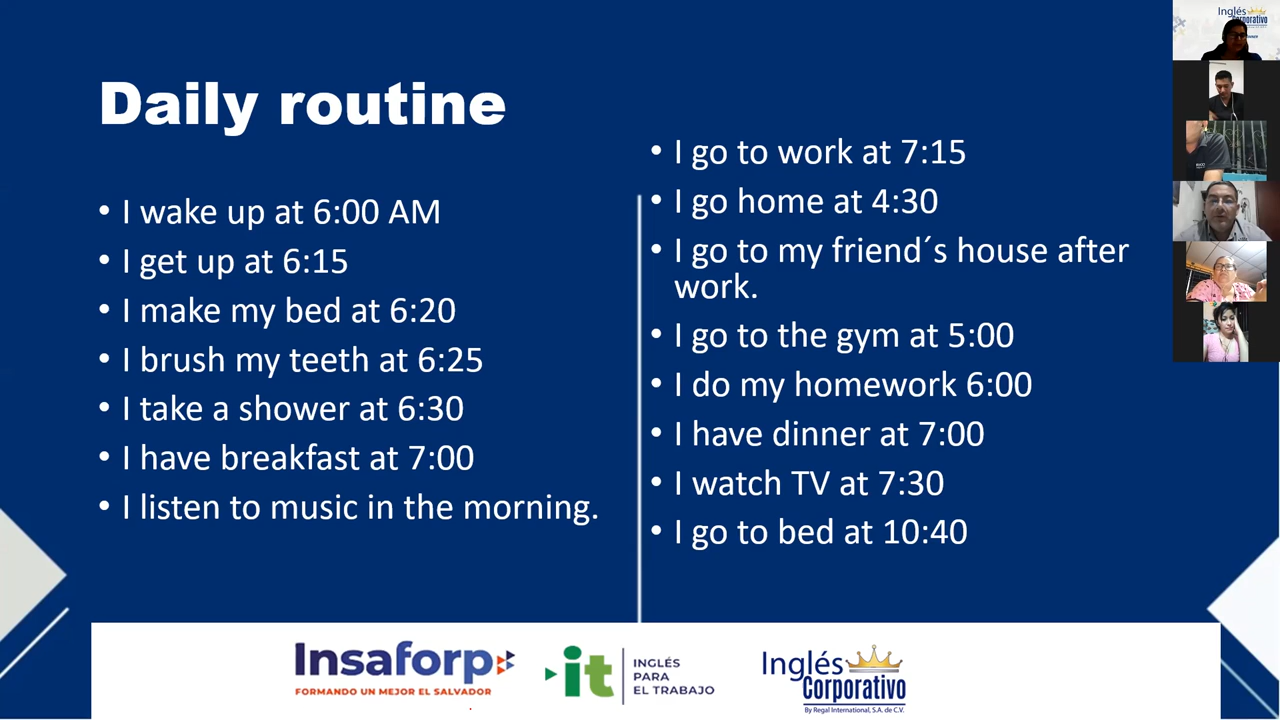 Daily routine
• I wake up at 6:00 AM
• I get up at 6:15
• I make my bed at 6:20
• I brush my teeth at 6:25
• I take a shower at 6:30
• I have breakfast at 7:00
• I listen to music in the morning.
• I go to work at 7:15
• I go home at 4:30
• I go to my friend´s house after
work.
• I go to the gym at 5:00
• I do my homework 6:00
• I have dinner at 7:00
• I watch TV at 7:30
• I go to bed at 10:40
Insaforp
FORMANDO UN MEJOR EL SALVADOR
it
INGLÉS
PARA
EL TRABAJO
Inglés
Corporativo
By Regal International, S.A. de C.V.
Inglés
Corporativo